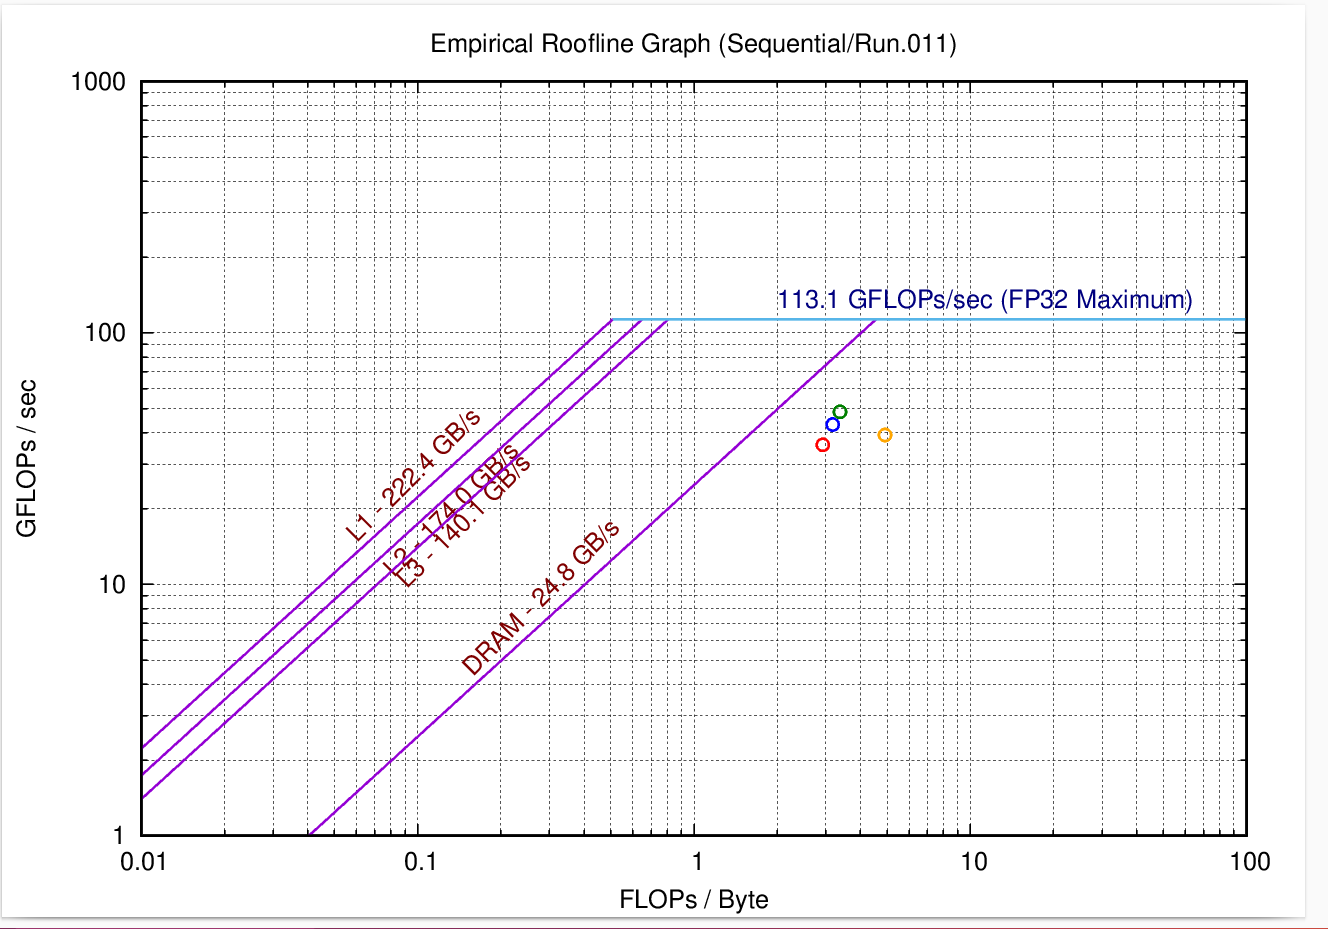 Empirical Roofline Graph (Sequential/Run.011)
1000
100
10
1
GFLOPs / sec
113.1 GFLOPs/sec (FP32 Maximum)
L1 - 222.4 GB/s
L2 - 174.0 GB/s
L3 - 140.1 GB/s
DRAM - 24.8 GB/s
0.01
0.1
1
10
100
FLOPs / Byte